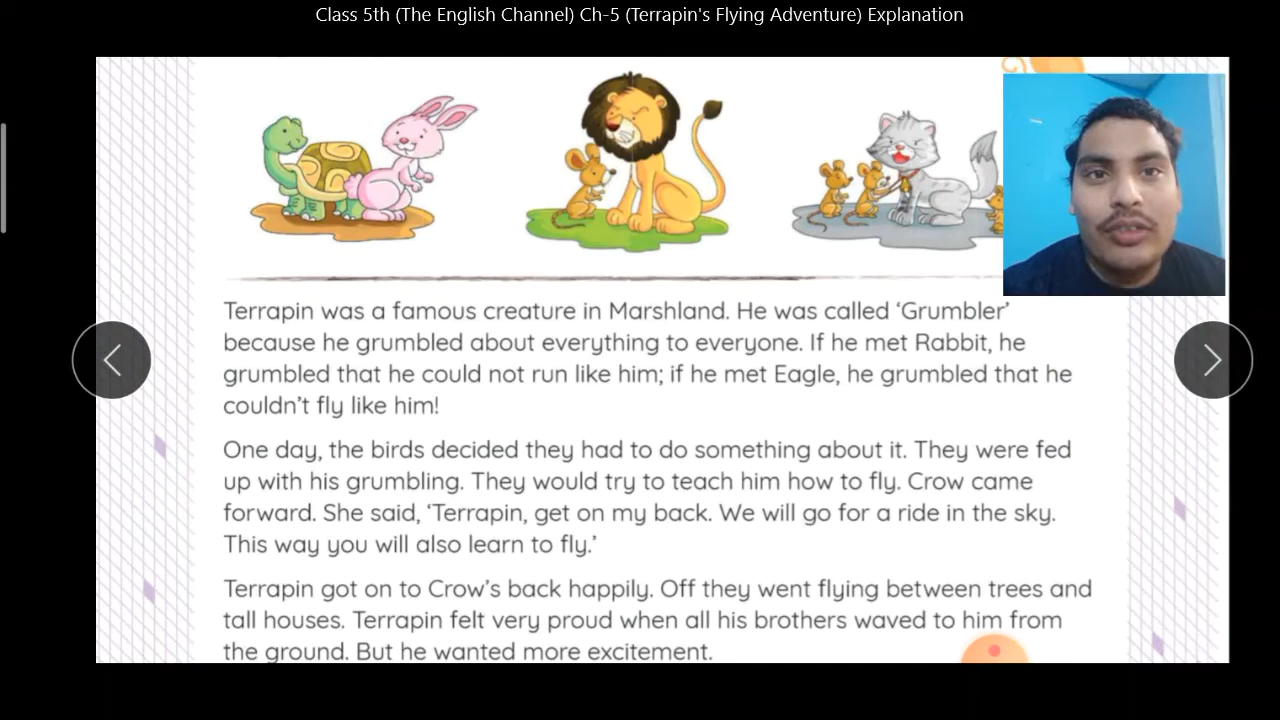 Class 5th (The English Channel) Ch-5 (Terrapin's Flying Adventure) Explanation
Terrapin was a famous creature in Marshland. He was called ‘Grumbler’
because he grumbled about everything to everyone. If he met Rabbit, he
grumbled that he could not run like him; if he met Eagle, he grumbled that he
couldn’t fly like him!
One day, the birds decided they had to do something about it. They were fed
up with his grumbling. They would try to teach him how to fly. Crow came
forward. She said, ‘Terrapin, get on my back. We will go for a ride in the sky.
This way you will also learn to fly.’
Terrapin got on to Crow’s back happily. Off they went flying between trees and
tall houses. Terrapin felt very proud when all his brothers waved to him from
the ground. But he wanted more excitement.